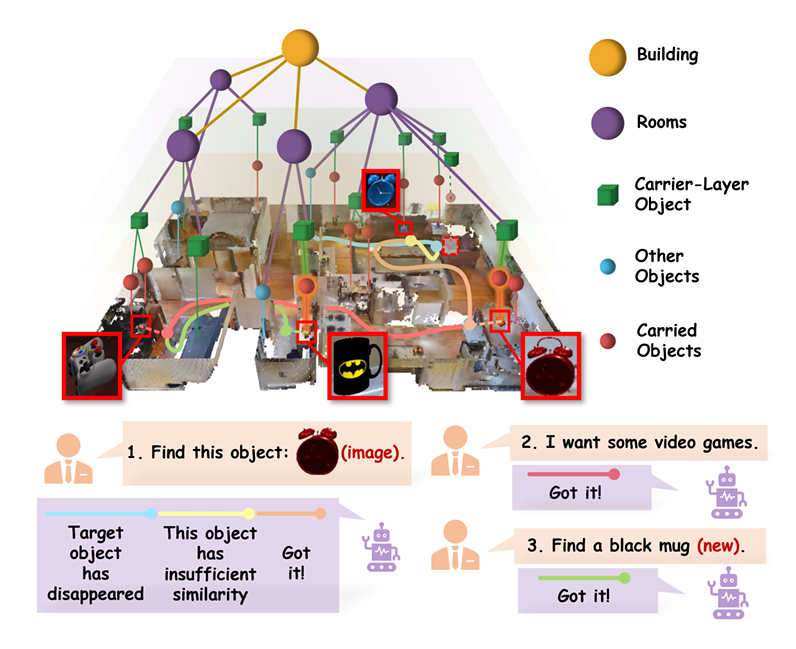 Building
Rooms
Carrier-Layer
Object
Other
Objects
Carried
Objects
1. Find this object: (image).
Target
object
has
disappeared
This object
has
insufficient
similarity
Got
it!
2. I want some video games.
Got it!
3. Find a black mug (new).
Got it!